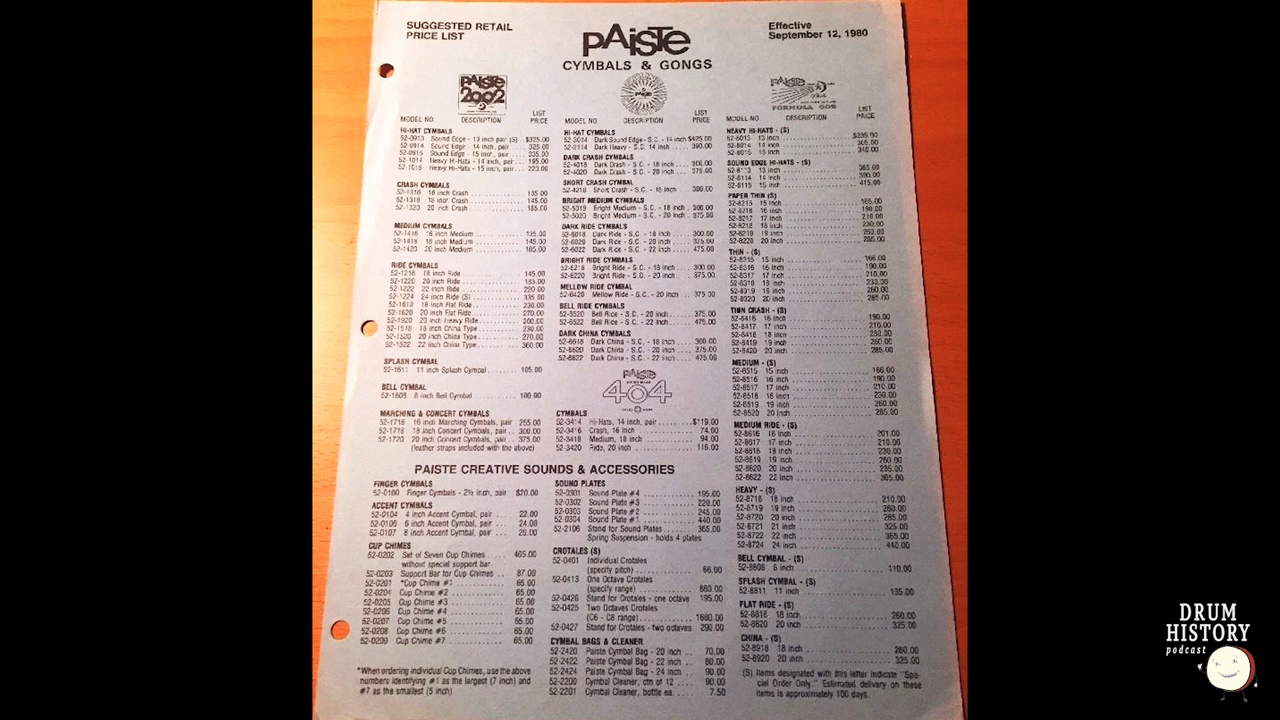 SUGGESTED RETAIL
PRICE LIST
PAiSTe
CYMBALS & GONGS
Effective
September 12, 1980
PAiSTe
2002
MODEL NO. DESCRIPTION LIST PRICE
HI-HAT CYMBALS
52-0913 Sound Edge - 13 inch pair (S) $325.00
52-0914 Sound Edge - 14 inch, pair 325.00
52-0915 Sound Edge - 15 inch, pair 335.00
52-1014 Heavy Hi-Hats - 14 inch, pair 195.00
52-1015 Heavy Hi-Hats - 15 inch, pair 220.00
CRASH CYMBALS
52-1316 16 inch Crash 135.00
52-1318 18 inch Crash 145.00
52-1320 20 inch Crash 185.00
MEDIUM CYMBALS
52-1416 16 inch Medium 135.00
52-1418 18 inch Medium 145.00
52-1420 20 inch Medium 185.00
RIDE CYMBALS
52-1218 18 inch Ride 145.00
52-1220 20 inch Ride 185.00
52-1222 22 inch Ride 220.00
52-1224 24 inch Ride (S) 335.00
52-1618 18 inch Flat Ride 230.00
52-1620 20 inch Flat Ride 270.00
52-1920 20 inch Heavy Ride 200.00
52-1518 18 inch China Type 230.00
52-1520 20 inch China Type 270.00
52-1522 22 inch China Type 360.00
SPLASH CYMBAL
52-1611 11 inch Splash Cymbal 105.00
BELL CYMBAL
52-1608 8 inch Bell Cymbal 100.00
MARCHING & CONCERT CYMBALS
52-1716 16 inch Marching Cymbals, pair 255.00
52-1718 18 inch Concert Cymbals, pair 300.00
52-1720 20 inch Concert Cymbals, pair 375.00
(leather straps included with the above)
PAiSTe
MODEL NO. DESCRIPTION LIST PRICE
HI-HAT CYMBALS
52-3014 Dark Sound Edge - S.C. - 14 inch $425.00
52-3114 Dark Heavy - S.C. 14 inch 390.00
DARK CRASH CYMBALS
52-4018 Dark Crash - S.C. - 18 inch 300.00
52-4020 Dark Crash - S.C. - 20 inch 375.00
SHORT CRASH CYMBAL
52-4218 Short Crash - S.C. - 18 inch 300.00
BRIGHT MEDIUM CYMBALS
52-5018 Bright Medium - S.C. - 18 inch 300.00
52-5020 Bright Medium - S.C. - 20 inch 375.00
DARK RIDE CYMBALS
52-6018 Dark Ride - S.C. - 18 inch 300.00
52-6020 Dark Ride - S.C. - 20 inch 375.00
52-6022 Dark Ride - S.C. - 22 inch 475.00
BRIGHT RIDE CYMBALS
52-6218 Bright Ride - S.C. - 18 inch 300.00
52-6220 Bright Ride - S.C. - 20 inch 375.00
MELLOW RIDE CYMBAL
52-6420 Mellow Ride - S.C. - 20 inch 375.00
BELL RIDE CYMBALS
52-6520 Bell Ride - S.C. - 20 inch 375.00
52-6522 Bell Ride - S.C. - 22 inch 475.00
DARK CHINA CYMBALS
52-6618 Dark China - S.C. - 18 inch 300.00
52-6620 Dark China - S.C. - 20 inch 375.00
52-6622 Dark China - S.C. - 22 inch 475.00
PAiSTe
404
CYMBALS
52-3414 Hi-Hats, 14 inch, pair $119.00
52-3416 Crash, 16 inch 74.00
52-3418 Medium, 18 inch 94.00
52-3420 Ride, 20 inch 116.00
PAiSTe
FORMULA 602
MODEL NO. DESCRIPTION LIST PRICE
HEAVY HI-HATS - (S)
52-8013 13 inch $295.00
52-8014 14 inch 305.00
52-8015 15 inch 340.00
SOUND EDGE HI-HATS - (S)
52-8113 13 inch 365.00
52-8114 14 inch 390.00
52-8115 15 inch 415.00
PAPER THIN (S)
52-8215 15 inch 166.00
52-8216 16 inch 190.00
52-8217 17 inch 210.00
52-8218 18 inch 230.00
52-8219 19 inch 260.00
52-8220 20 inch 285.00
THIN - (S)
52-8315 15 inch 166.00
52-8316 16 inch 190.00
52-8317 17 inch 210.00
52-8318 18 inch 230.00
52-8319 19 inch 260.00
52-8320 20 inch 285.00
THIN CRASH - (S)
52-8416 16 inch 190.00
52-8417 17 inch 210.00
52-8418 18 inch 230.00
52-8419 19 inch 260.00
52-8420 20 inch 285.00
MEDIUM - (S)
52-8515 15 inch 166.00
52-8516 16 inch 190.00
52-8517 17 inch 210.00
52-8518 18 inch 230.00
52-8519 19 inch 260.00
52-8520 20 inch 285.00
MEDIUM RIDE - (S)
52-8616 16 inch 201.00
52-8617 17 inch 210.00
52-8618 18 inch 230.00
52-8619 19 inch 260.00
52-8620 20 inch 285.00
52-8622 22 inch 365.00
HEAVY - (S)
52-8718 18 inch 210.00
52-8719 19 inch 260.00
52-8720 20 inch 285.00
52-8721 21 inch 325.00
52-8722 22 inch 365.00
52-8724 24 inch 440.00
BELL CYMBAL - (S)
52-8808 8 inch 110.00
SPLASH CYMBAL - (S)
52-8811 11 inch 135.00
FLAT RIDE - (S)
52-8818 18 inch 260.00
52-8820 20 inch 325.00
CHINA - (S)
52-8918 18 inch 260.00
52-8920 20 inch 325.00
(S) Items designated with this letter indicate "Spe-
cial Order Only." Estimated delivery on these
items is approximately 100 days.
PAISTE CREATIVE SOUNDS & ACCESSORIES
FINGER CYMBALS
52-0100 Finger Cymbals - 2½ inch, pair $20.00
ACCENT CYMBALS
52-0104 4 inch Accent Cymbal, pair 22.00
52-0106 6 inch Accent Cymbal, pair 24.00
52-0107 8 inch Accent Cymbal, pair 29.00
CUP CHIMES
52-0202 Set of Seven Cup Chimes 465.00
without special support bar
52-0203 Support Bar for Cup Chimes 87.00
52-0201 *Cup Chime #1 65.00
52-0204 Cup Chime #2 65.00
52-0205 Cup Chime #3 65.00
52-0206 Cup Chime #4 65.00
52-0207 Cup Chime #5 65.00
52-0208 Cup Chime #6 65.00
52-0209 Cup Chime #7 65.00
*When ordering individual Cup Chimes, use the above
numbers identifying #1 as the largest (7 inch) and
#7 as the smallest (5 inch)
SOUND PLATES
52-0301 Sound Plate #4 195.00
52-0302 Sound Plate #3 220.00
52-0303 Sound Plate #2 245.00
52-0304 Sound Plate #1 440.00
52-2106 Stand for Sound Plates 365.00
Spring Suspension - holds 4 plates
CROTALES (S)
52-0401 Individual Crotales
(specify pitch) 66.00
52-0413 One Octave Crotales
(specify range) 860.00
52-0426 Stand for Crotales - one octave 195.00
52-0425 Two Octaves Crotales
(C6 - C8 range) 1660.00
52-0427 Stand for Crotales - two octaves 290.00
CYMBAL BAGS & CLEANER
52-2420 Paiste Cymbal Bag - 20 inch 70.00
52-2422 Paiste Cymbal Bag - 22 inch 80.00
52-2424 Paiste Cymbal Bag - 24 inch 90.00
52-2200 Cymbal Cleaner, ctn of 12 90.00
52-2201 Cymbal Cleaner, bottle ea. 7.50
DRUM
HISTORY
podcast